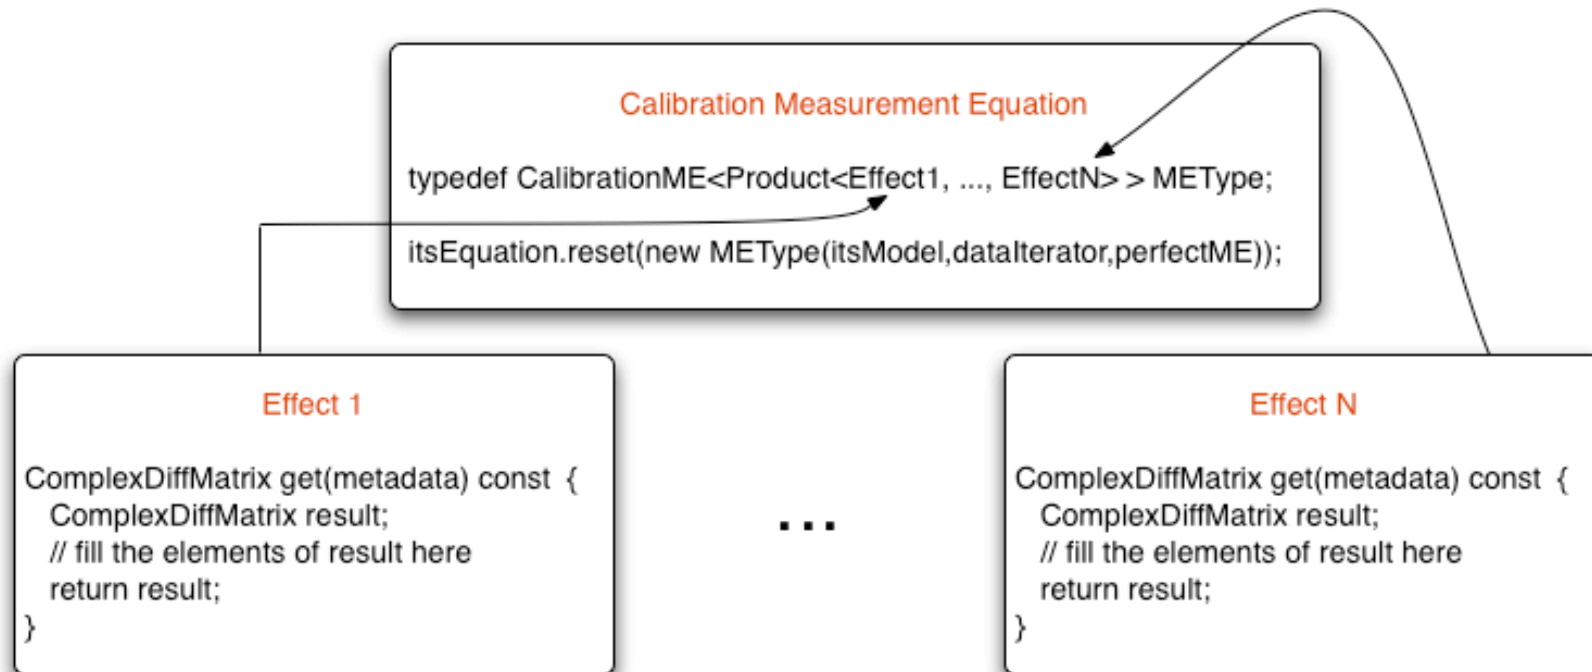 Calibration Measurement Equation
typedef CalibrationME<Product<Effect1, ..., EffectN> > METype;
itsEquation.reset(new METype(itsModel,dataIterator,perfectME));
Effect 1
ComplexDiffMatrix get(metadata) const {
ComplexDiffMatrix result;
// fill the elements of result here
return result;
}
...
Effect N
ComplexDiffMatrix get(metadata) const {
ComplexDiffMatrix result;
// fill the elements of result here
return result;
}